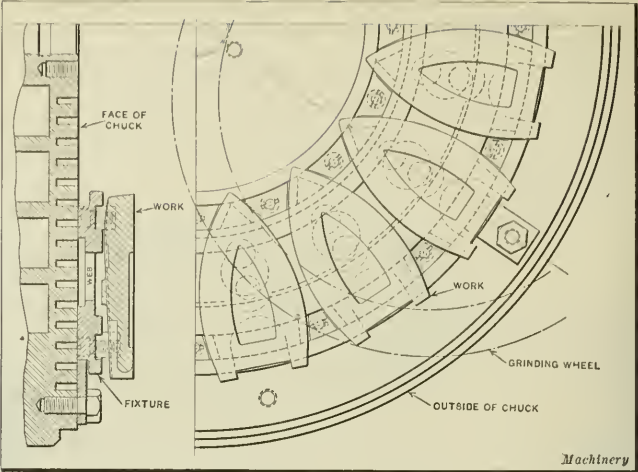 FACE OF
CHUCK
WORK
WEB
FIXTURE
WORK
GRINDING WHEEL
OUTSIDE OF CHUCK
Machinery